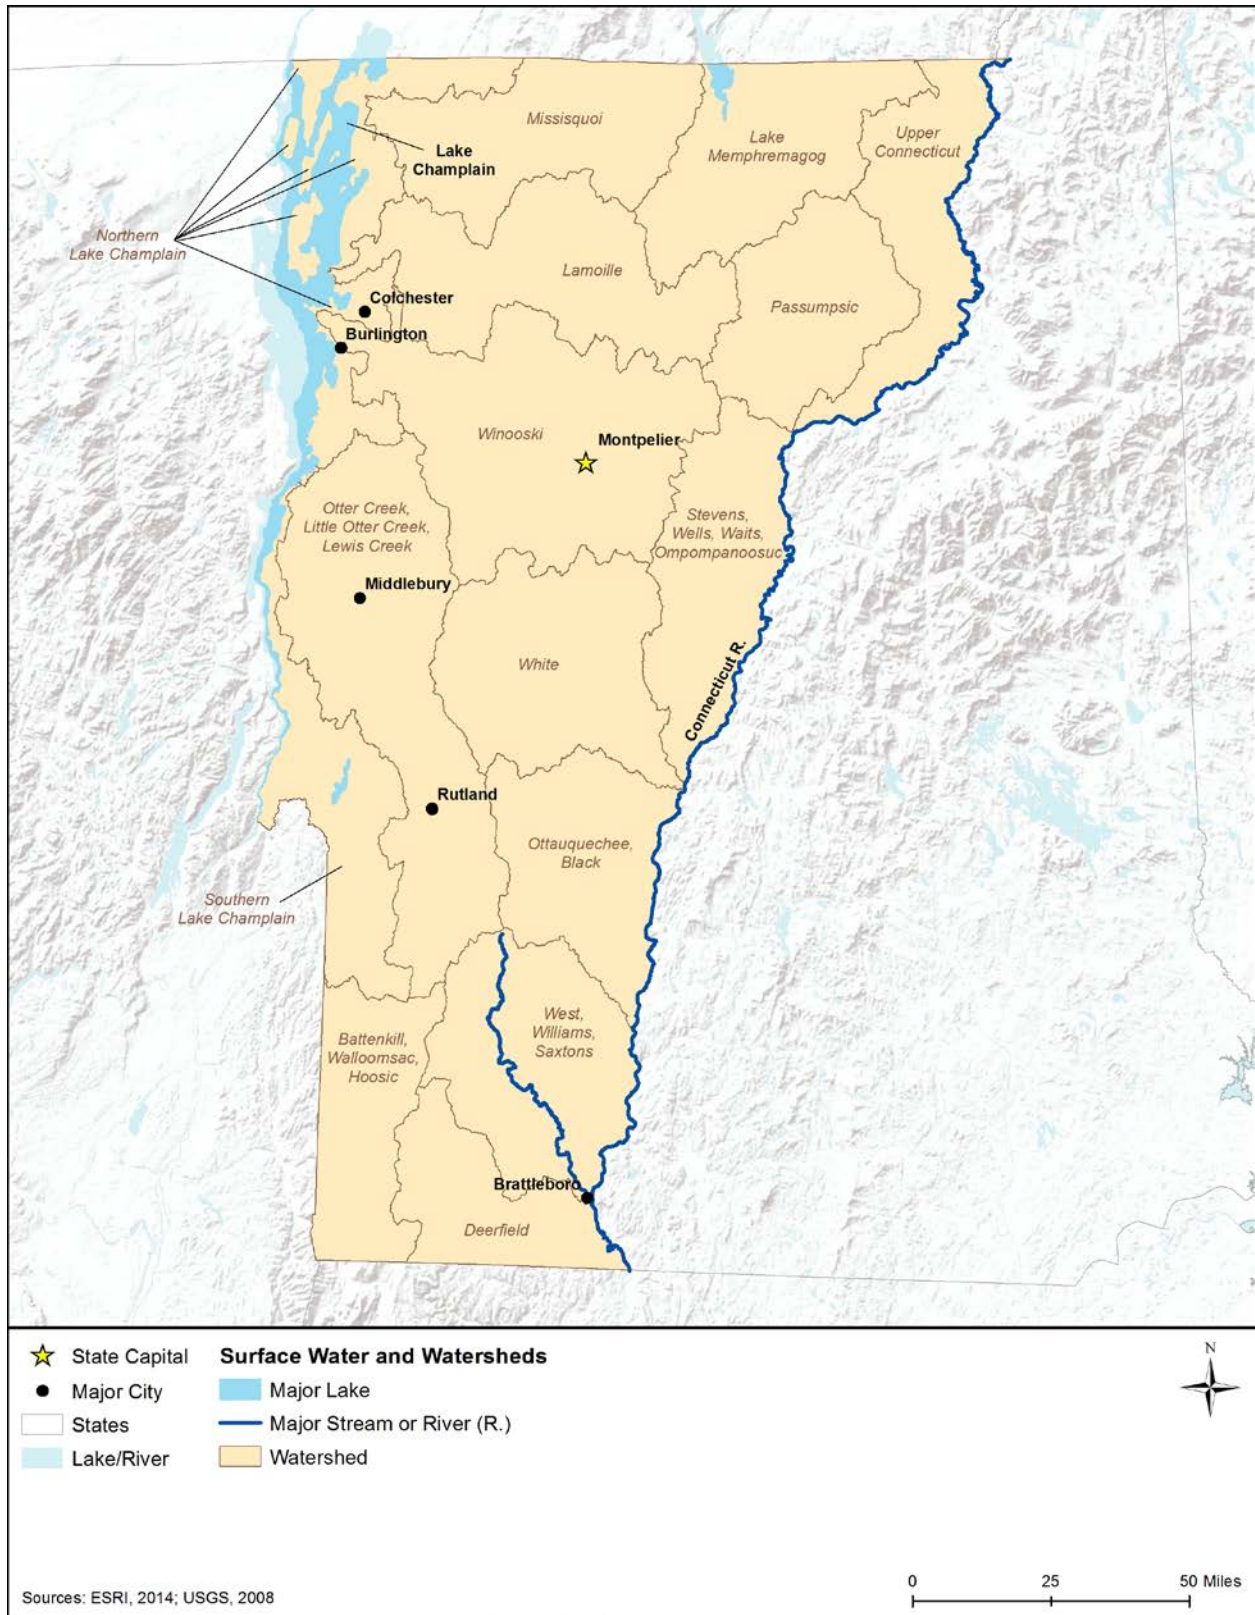 Missisquoi
Lake
Memphremagog
Upper
Connecticut
Lake
Champlain
Northern
Lake Champlain
Lamoille
Passumpsic
Colchester
Burlington
Winooski
Montpelier
Otter Creek,
Little Otter Creek,
Lewis Creek
Stevens,
Wells, Waits,
Ompompanoosuc
Middlebury
White
Connecticut R.
Rutland
Ottauquechee,
Black
Southern
Lake Champlain
West,
Williams,
Saxtons
Battenkill,
Walloomsac,
Hoosic
Brattleboro
Deerfield
State Capital
Major City
States
Lake/River
Surface Water and Watersheds
Major Lake
Major Stream or River (R.)
Watershed
N
Sources: ESRI, 2014; USGS, 2008
0 25 50 Miles